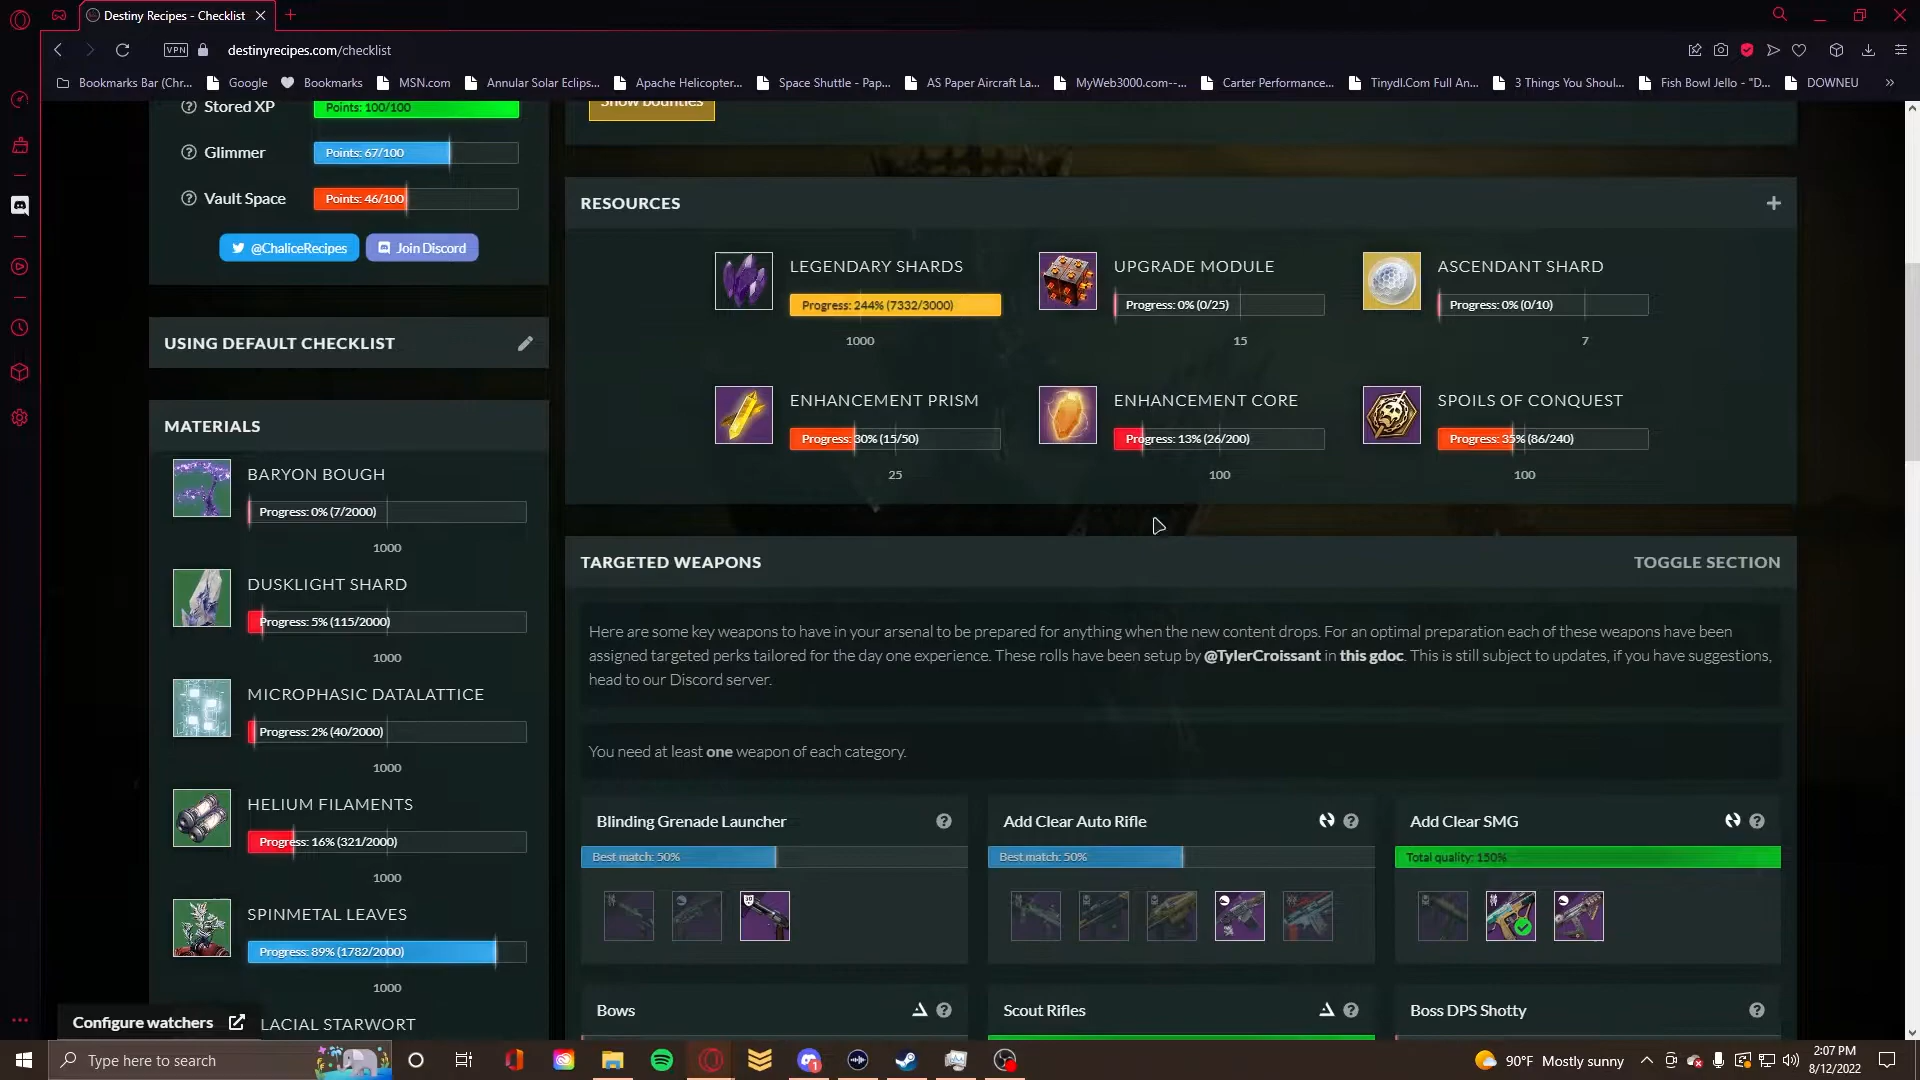 Destiny Recipes - Checklist
VPN
destinyrecipes.com/checklist
Bookmarks Bar (Chr...
Google
Bookmarks
MSN.com
Annular Solar Eclips...
Apache Helicopter...
Space Shuttle - Pap...
AS Paper Aircraft La...
MyWeb3000.com--...
Carter Performance...
Tinydl.Com Full An...
3 Things You Shoul...
Fish Bowl Jello - "D...
DOWNEU
Stored XP
Points: 100/100
Show bounties
Glimmer
Points: 67/100
Vault Space
Points: 46/100
@ChaliceRecipes
Join Discord
USING DEFAULT CHECKLIST
MATERIALS
BARYON BOUGH
Progress: 0% (7/2000)
1000
DUSKLIGHT SHARD
Progress: 5% (115/2000)
1000
MICROPHASIC DATALATTICE
Progress: 2% (40/2000)
1000
HELIUM FILAMENTS
Progress: 16% (321/2000)
1000
SPINMETAL LEAVES
Progress: 89% (1782/2000)
1000
LACIAL STARWORT
Configure watchers
RESOURCES
LEGENDARY SHARDS
Progress: 244% (7332/3000)
1000
UPGRADE MODULE
Progress: 0% (0/25)
15
ASCENDANT SHARD
Progress: 0% (0/10)
7
ENHANCEMENT PRISM
Progress: 30% (15/50)
25
ENHANCEMENT CORE
Progress: 13% (26/200)
100
SPOILS OF CONQUEST
Progress: 35% (86/240)
100
TARGETED WEAPONS
TOGGLE SECTION
Here are some key weapons to have in your arsenal to be prepared for anything when the new content drops. For an optimal preparation each of these weapons have been
assigned targeted perks tailored for the day one experience. These rolls have been setup by @TylerCroissant in this gdoc. This is still subject to updates, if you have suggestions,
head to our Discord server.
You need at least one weapon of each category.
Blinding Grenade Launcher
Best match: 50%
Add Clear Auto Rifle
Best match: 50%
Add Clear SMG
Total quality: 150%
Bows
Scout Rifles
Boss DPS Shotty
Type here to search
90°F Mostly sunny
2:07 PM
8/12/2022